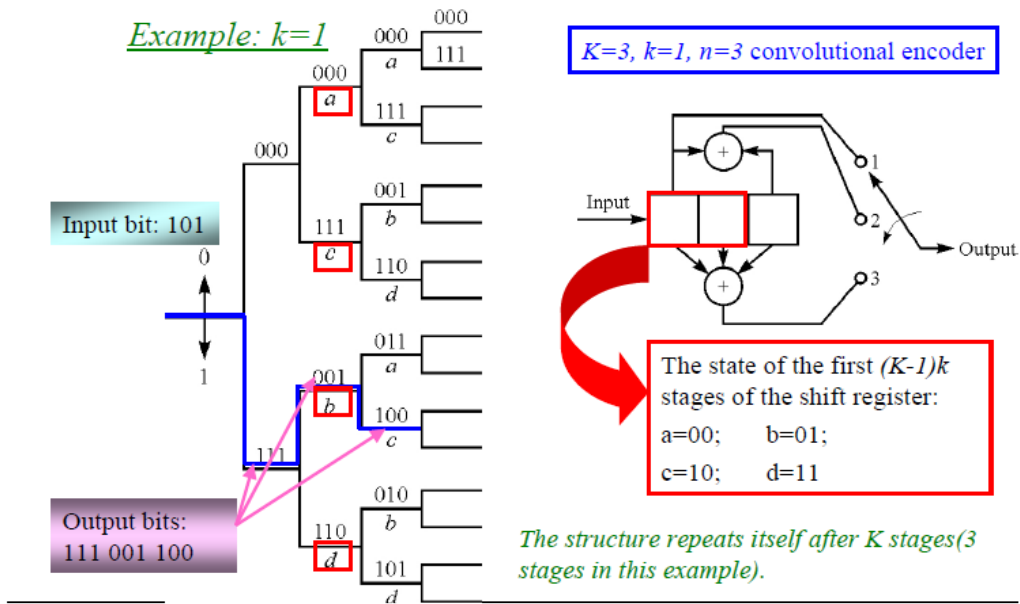 Example: k=1
K=3, k=1, n=3 convolutional encoder
000
000
111
a
000
a
111
c
000
001
b
111
c
110
d
Input bit: 101
0
1
011
a
001
b
100
c
111
010
b
110
d
101
d
Output bits:
111 001 100
+
1
Input
2
Output
+
3
The state of the first (K-1)k
stages of the shift register:
a=00; b=01;
c=10; d=11
The structure repeats itself after K stages(3
stages in this example).